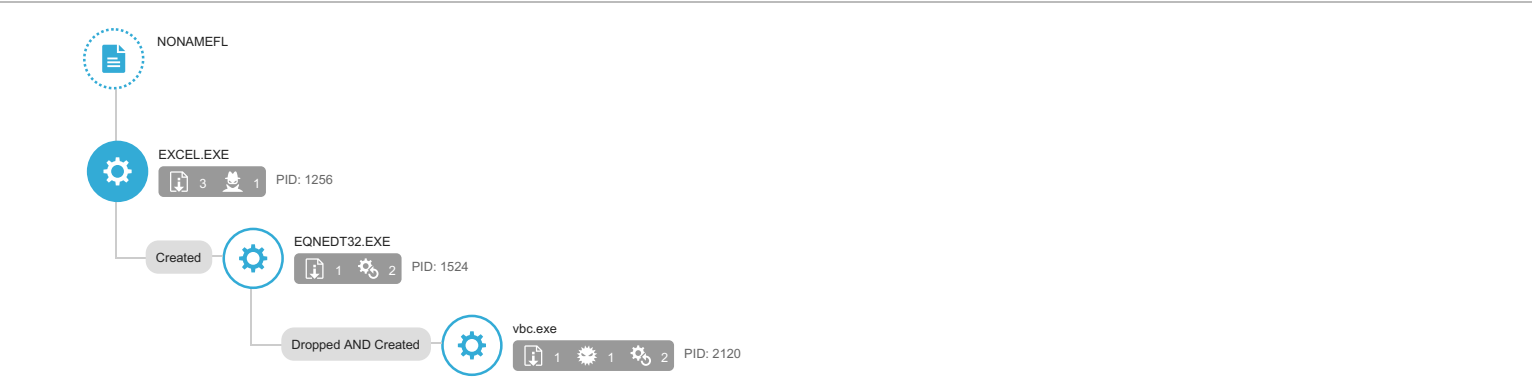 NONAMEFL
EXCEL.EXE
3 1 PID: 1256
Created
EQNEDT32.EXE
1 2 PID: 1524
Dropped AND Created
vbc.exe
1 1 2 PID: 2120